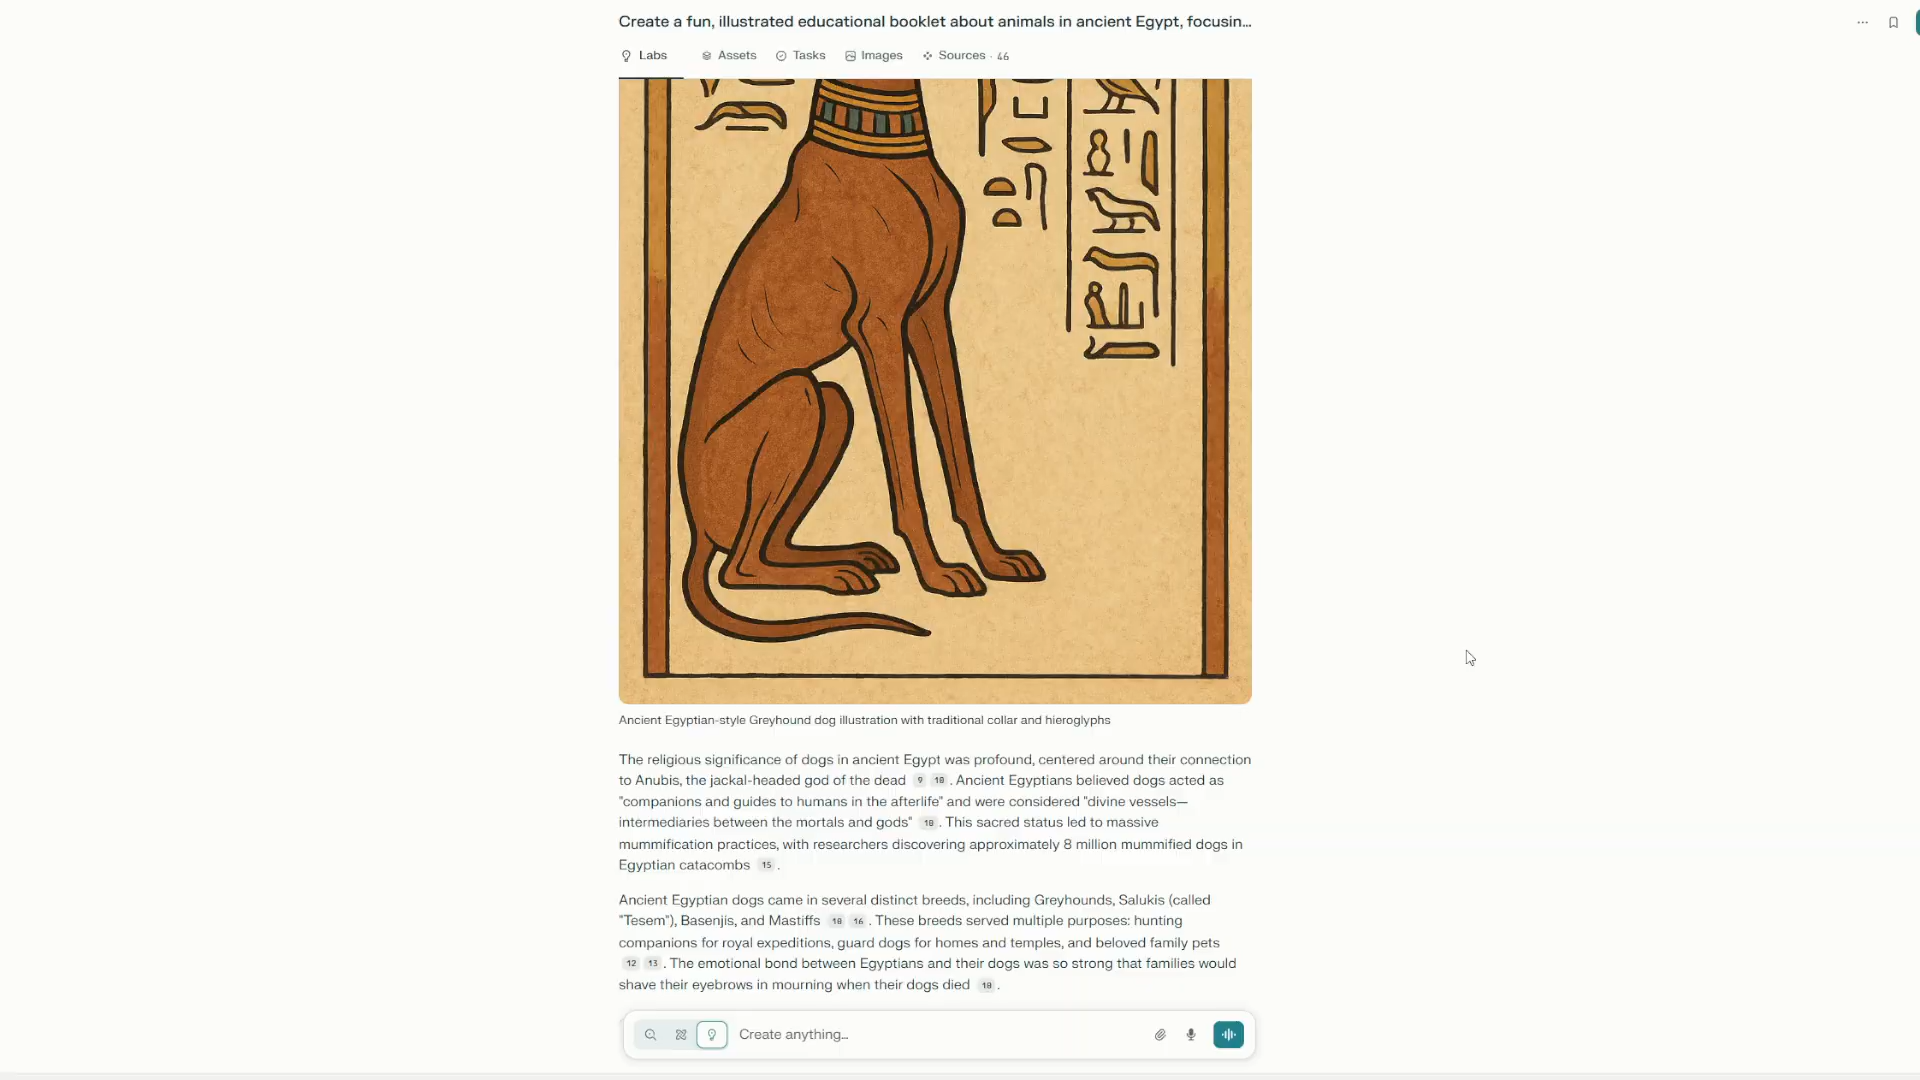 Create a fun, illustrated educational booklet about animals in ancient Egypt, focusin...
Labs Assets Tasks Images Sources · 46
Ancient Egyptian-style Greyhound dog illustration with traditional collar and hieroglyphs
The religious significance of dogs in ancient Egypt was profound, centered around their connection
to Anubis, the jackal-headed god of the dead 9 10 . Ancient Egyptians believed dogs acted as
"companions and guides to humans in the afterlife" and were considered "divine vessels—
intermediaries between the mortals and gods" 10 . This sacred status led to massive
mummification practices, with researchers discovering approximately 8 million mummified dogs in
Egyptian catacombs 15 .
Ancient Egyptian dogs came in several distinct breeds, including Greyhounds, Salukis (called
"Tesem"), Basenjis, and Mastiffs 10 16 . These breeds served multiple purposes: hunting
companions for royal expeditions, guard dogs for homes and temples, and beloved family pets
12 13 . The emotional bond between Egyptians and their dogs was so strong that families would
shave their eyebrows in mourning when their dogs died 10 .
Create anything...